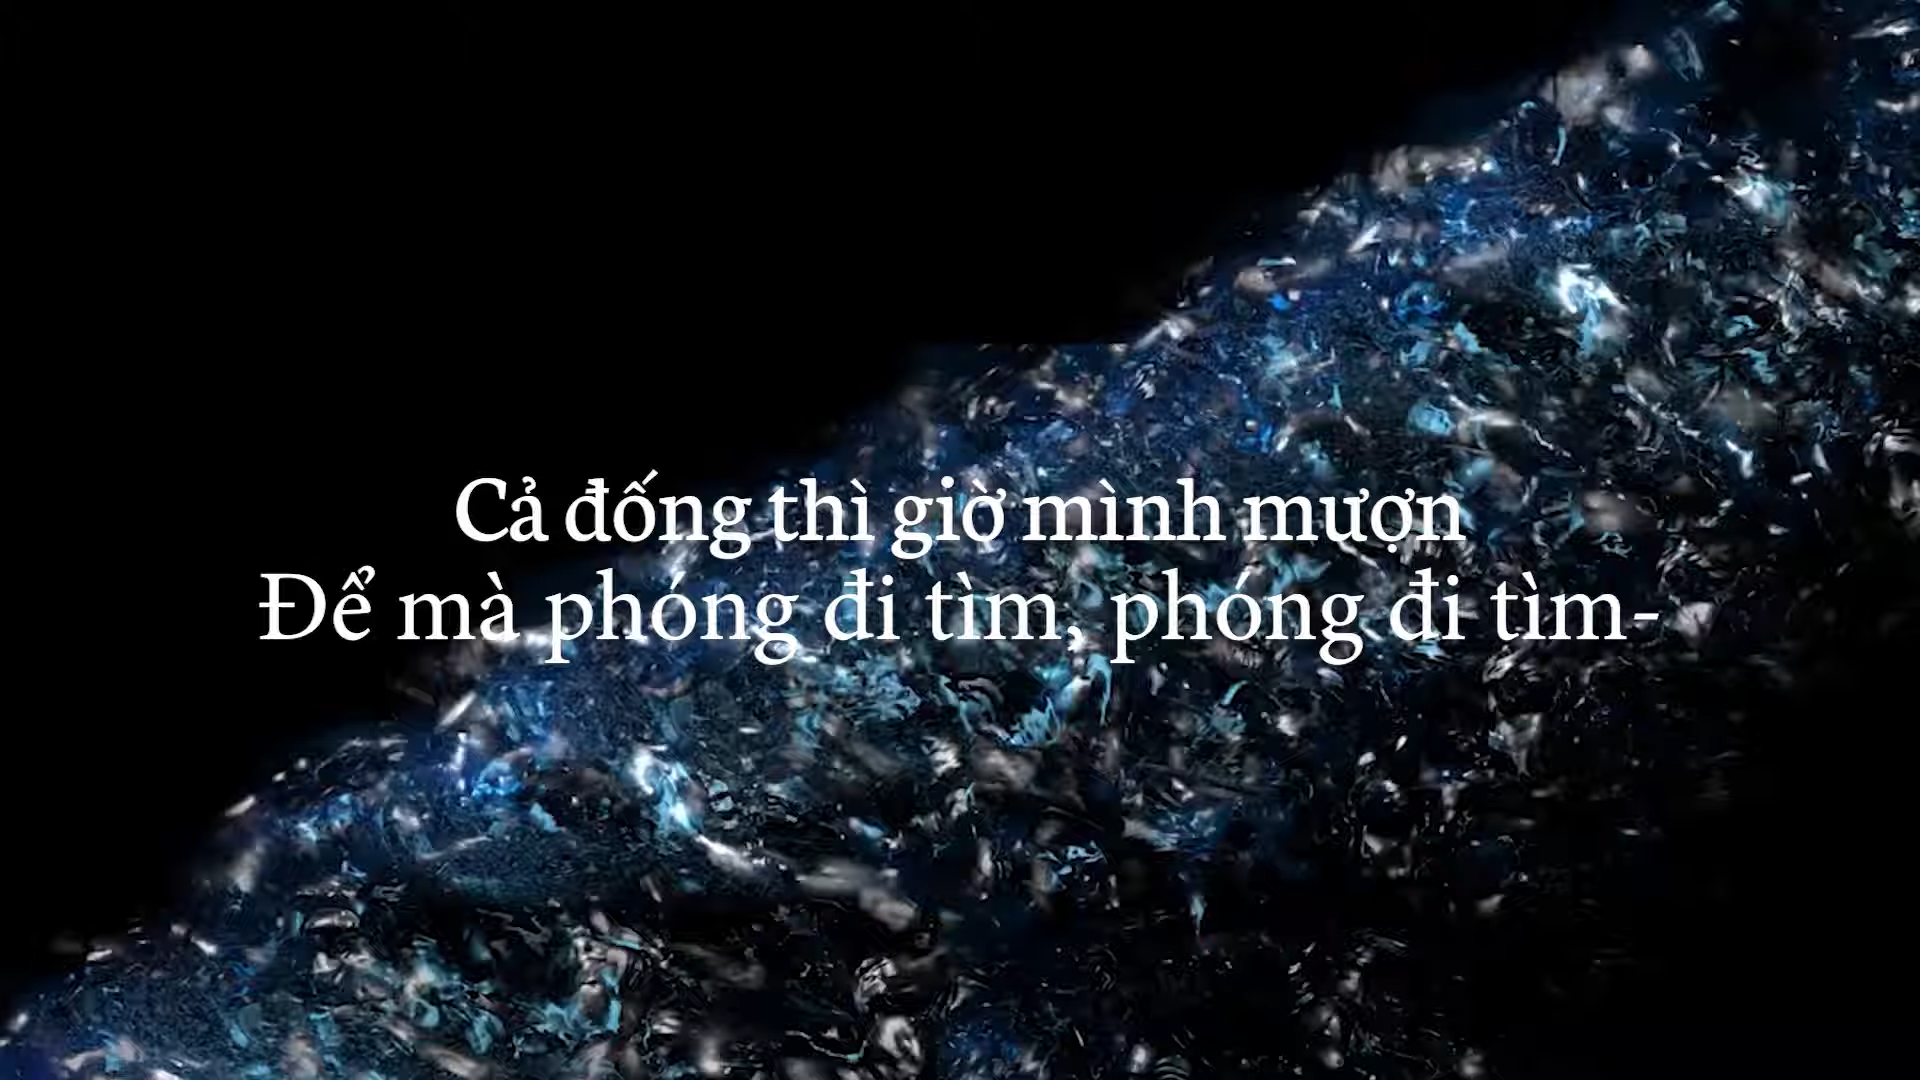 Cả đống thì giờ mình mượn
Để mà phóng đi tìm, phóng đi tìm-